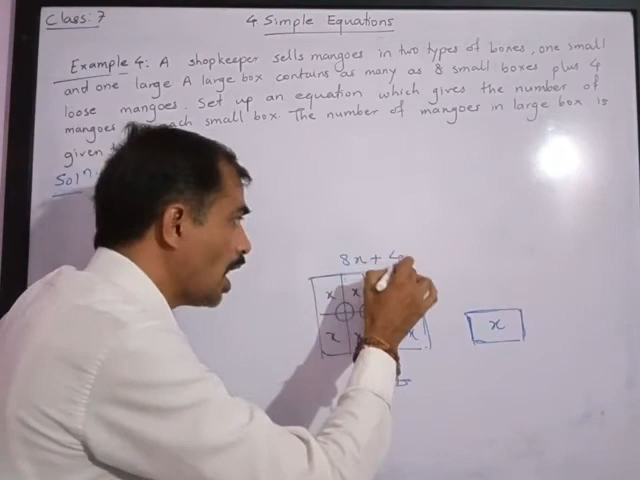 Class: 7
4 Simple Equations
Example 4: A shopkeeper sells mangoes in two types of boxes, one small
and one large A large box contains as many as 8 small boxes plus 4
loose mangoes. Set up an equation which gives the number of
mangoes each small box. The number of mangoes in large box is
given
Solⁿ:
8x + 4
x x
x x x
x